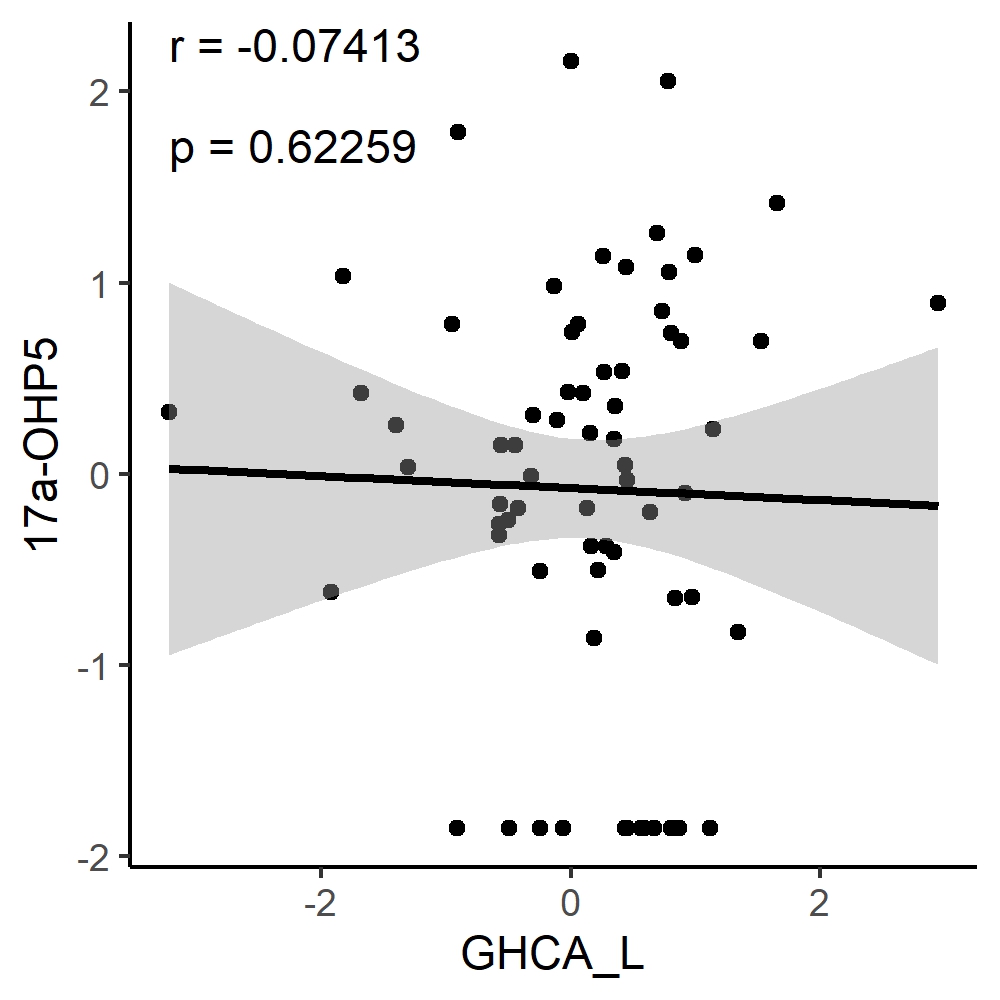 r = -0.07413
p = 0.62259
2
1
0
-1
-2
17a-OHP5
-2 0 2
GHCA_L